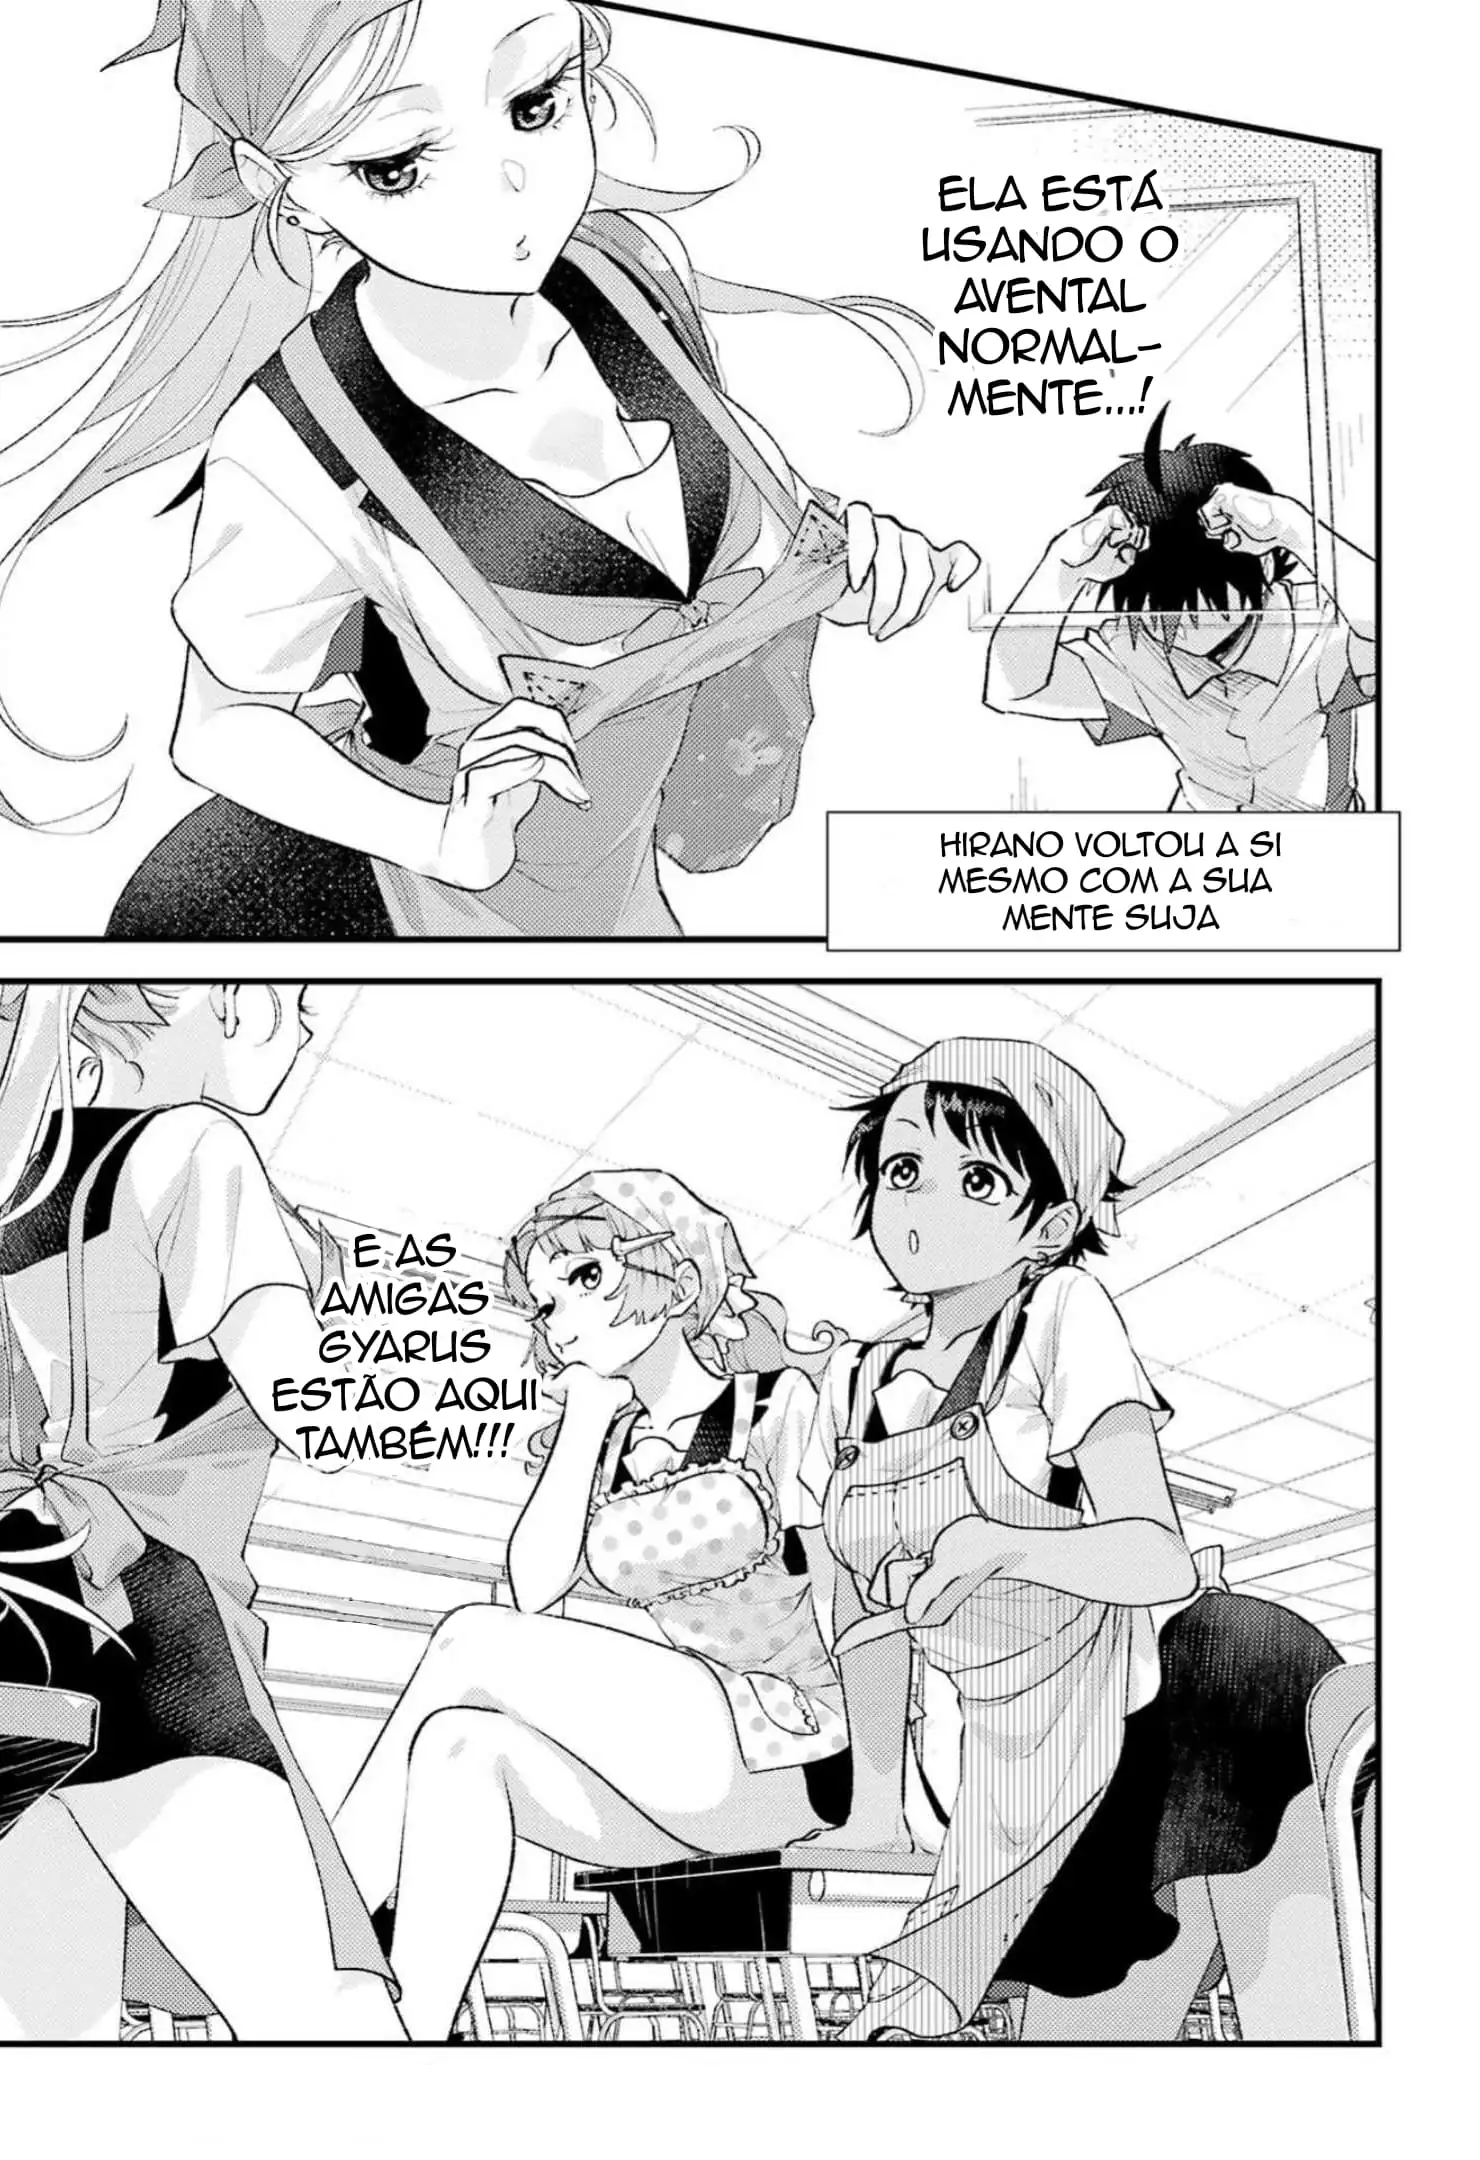 ELA ESTÁ
USANDO O
AVENTAL
NORMAL-
MENTE...!
HIRANO VOLTOU A SI
MESMO COM A SUA
MENTE SUJA
E AS
AMIGAS
GYARUS
ESTÃO AQUI
TAMBÉM!!!